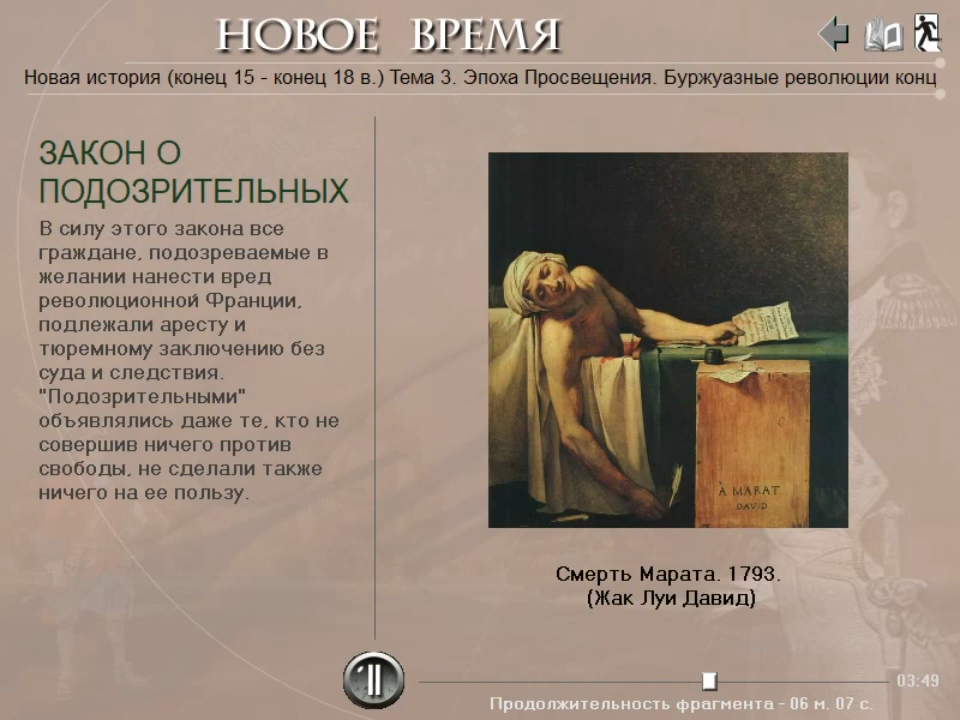 НОВОЕ ВРЕМЯ
Новая история (конец 15 - конец 18 в.) Тема 3. Эпоха Просвещения. Буржуазные революции конц
ЗАКОН О
ПОДОЗРИТЕЛЬНЫХ
В силу этого закона все
граждане, подозреваемые в
желании нанести вред
революционной Франции,
подлежали аресту и
тюремному заключению без
суда и следствия.
"Подозрительными"
объявлялись даже те, кто не
совершив ничего против
свободы, не сделали также
ничего на ее пользу.
À MARAT.
DAVID
Смерть Марата. 1793.
(Жак Луи Давид)
03:49
Продолжительность фрагмента - 06 м. 07 с.